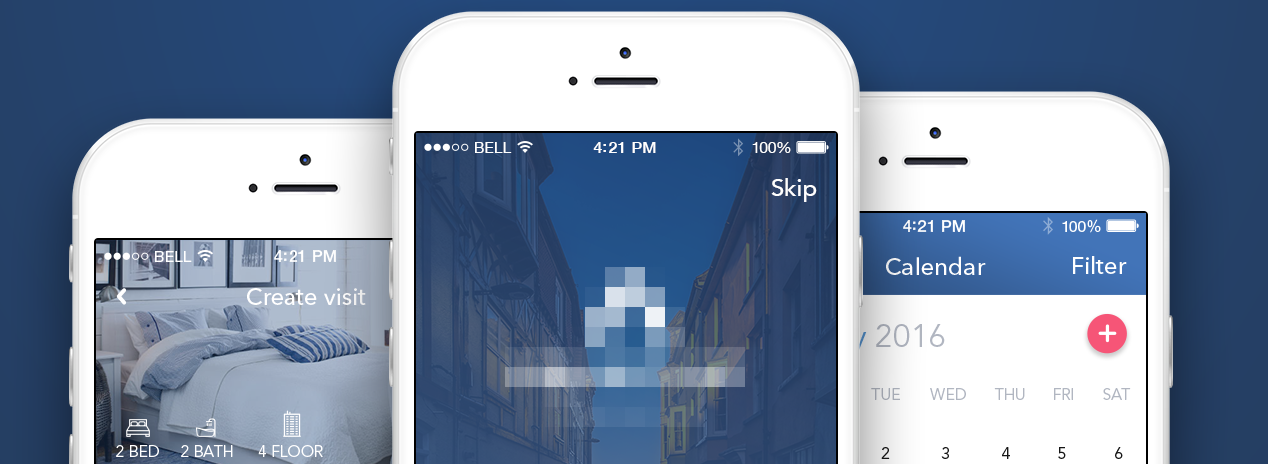 BELL 4:21 PM
Create visit
2 BED 2 BATH 4 FLOOR
BELL 4:21 PM 100%
Skip
4:21 PM 100%
Calendar Filter
y 2016
TUE WED THU FRI SAT
2 3 4 5 6